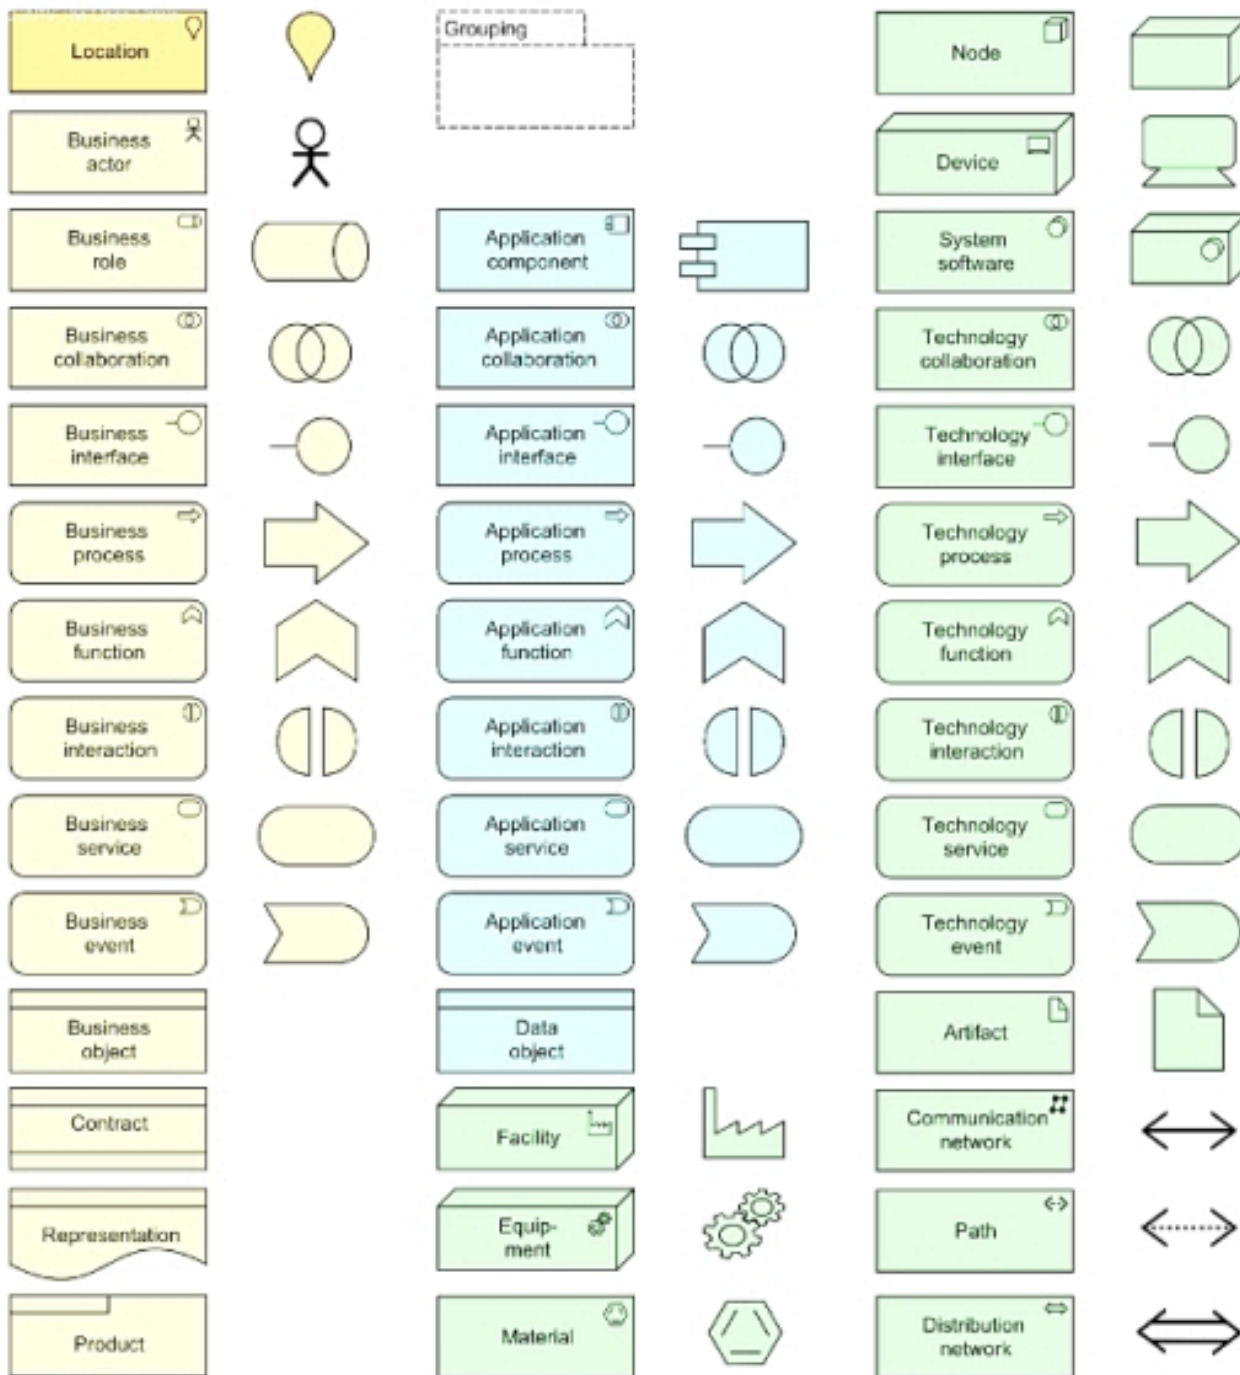 Location
Grouping
Node
Business
actor
Device
Business
role
Application
component
System
software
Business
collaboration
Application
collaboration
Technology
collaboration
Business
interface
Application
interface
Technology
interface
Business
process
Application
process
Technology
process
Business
function
Application
function
Technology
function
Business
interaction
Application
interaction
Technology
interaction
Business
service
Application
service
Technology
service
Business
event
Application
event
Technology
event
Business
object
Data
object
Artifact
Contract
Facility
Communication
network
Representation
Equip-
ment
Path
Product
Material
Distribution
network